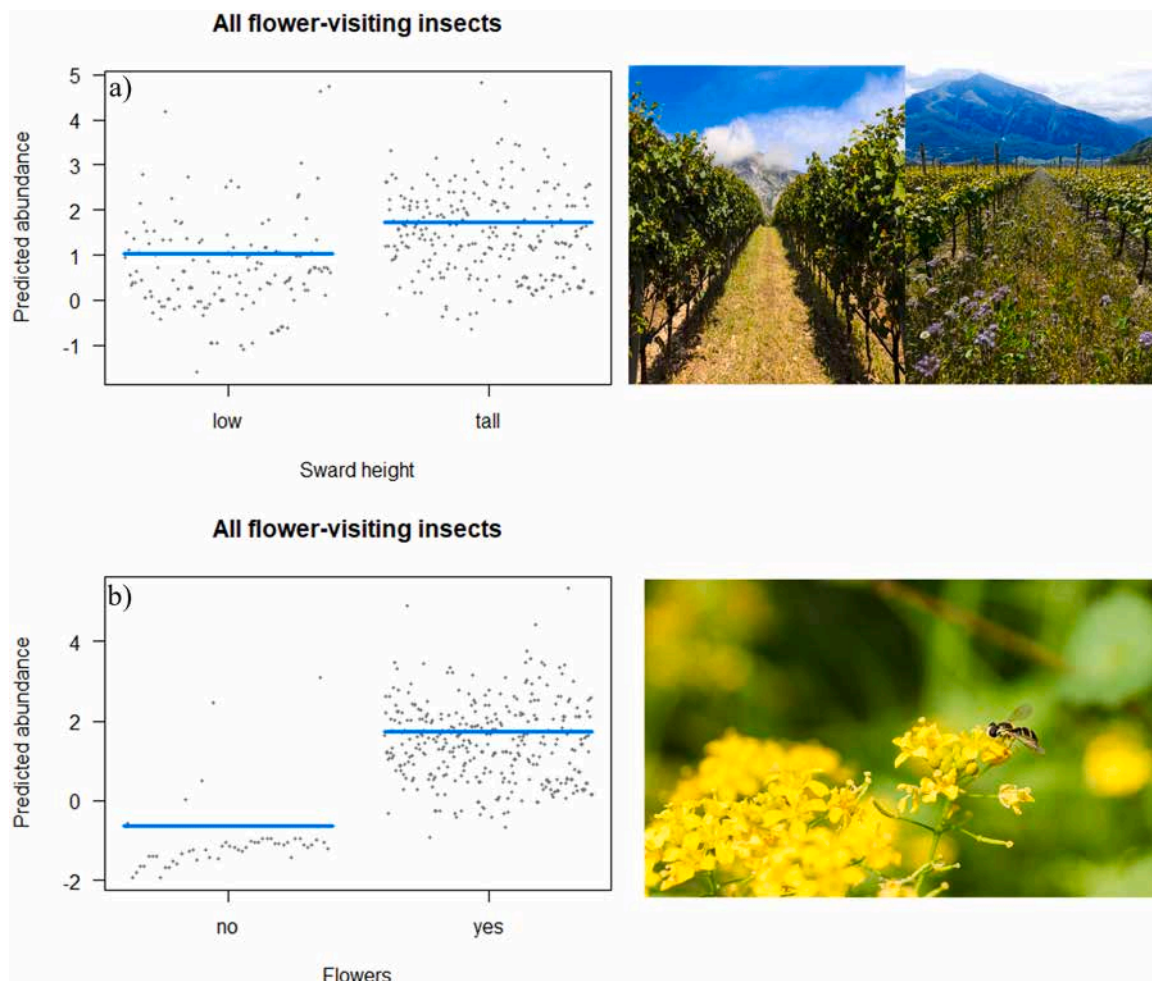 All flower-visiting insects
a)
Predicted abundance
5
4
3
2
1
0
-1
low tall
Sward height
All flower-visiting insects
b)
Predicted abundance
4
2
0
-2
no yes
Flowers